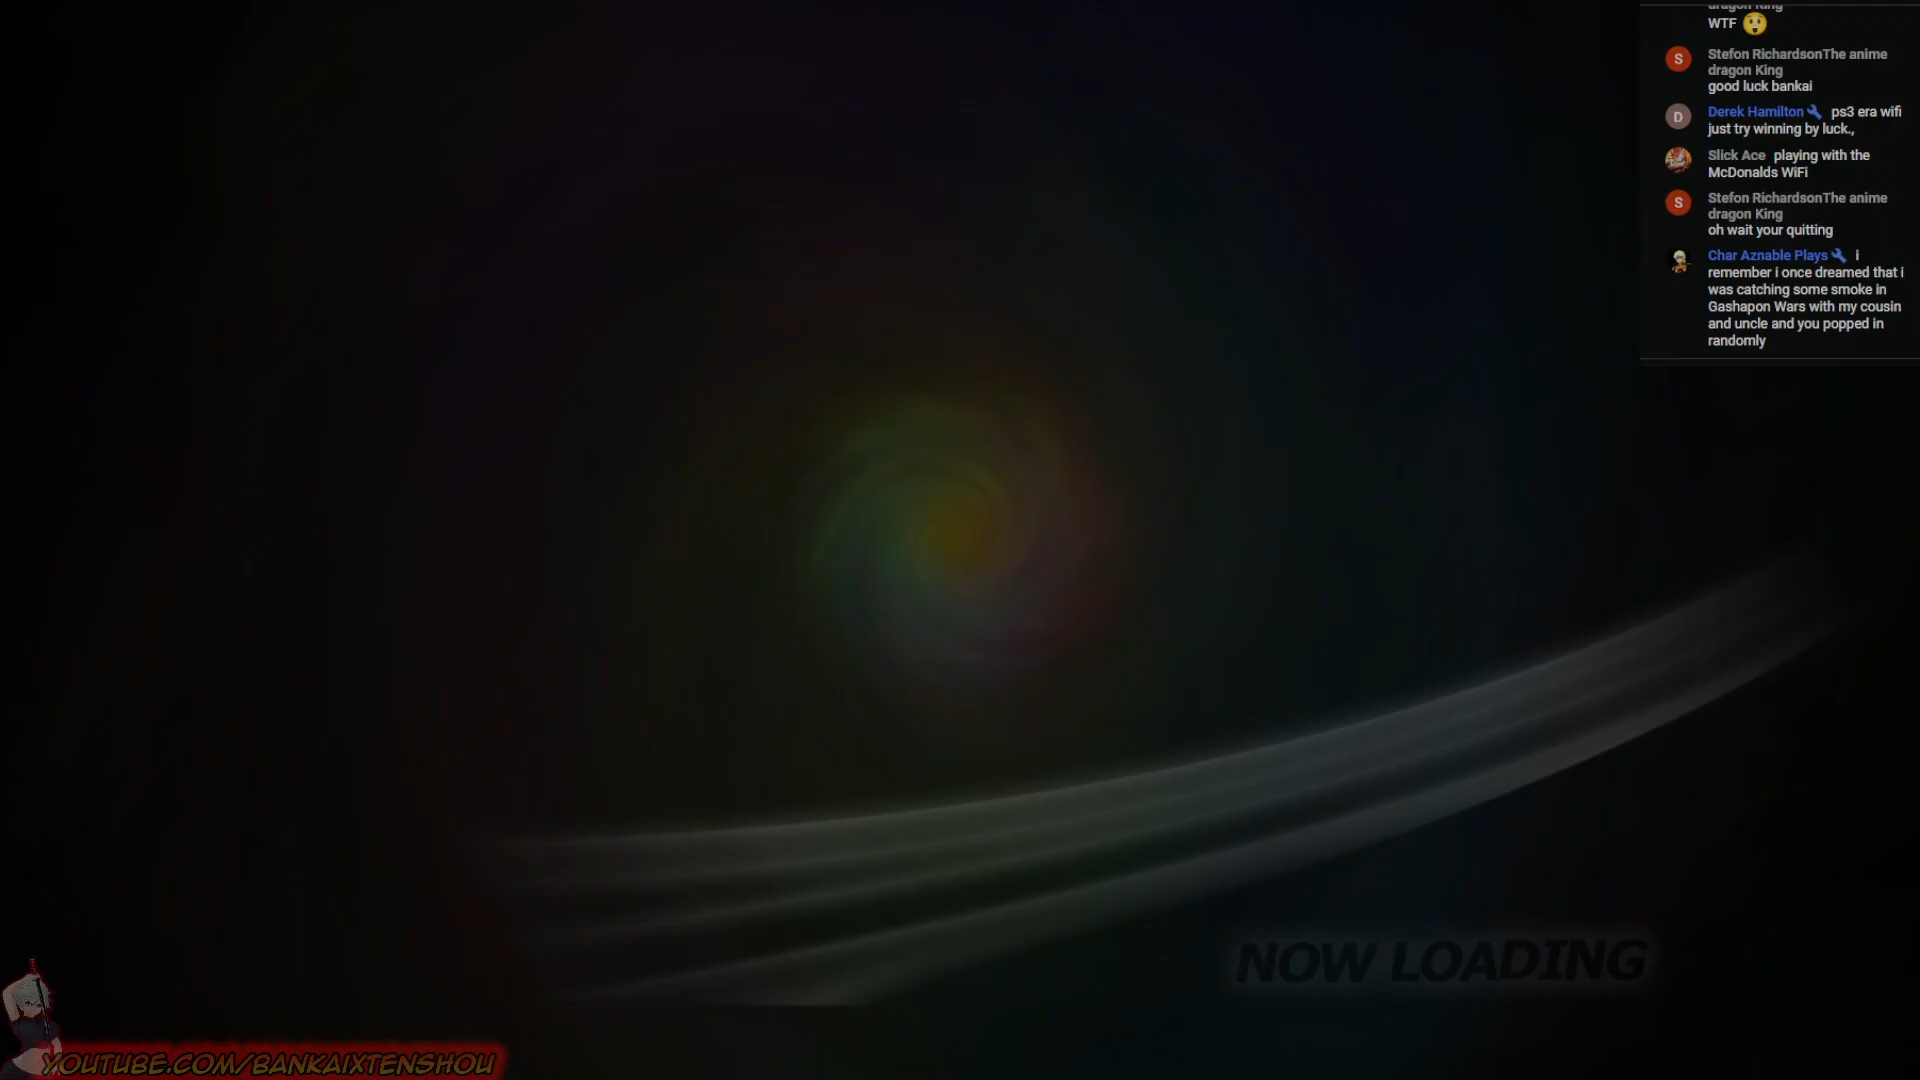 dragon King
WTF
S
Stefon RichardsonThe anime
dragon King
good luck bankai
D
Derek Hamilton ps3 era wifi
just try winning by luck.,
Slick Ace playing with the
McDonalds WiFi
S
Stefon RichardsonThe anime
dragon King
oh wait your quitting
Char Aznable Plays i
remember i once dreamed that i
was catching some smoke in
Gashapon Wars with my cousin
and uncle and you popped in
randomly
NOW LOADING
YOUTUBE.COM/BANKAIXTENSHOU